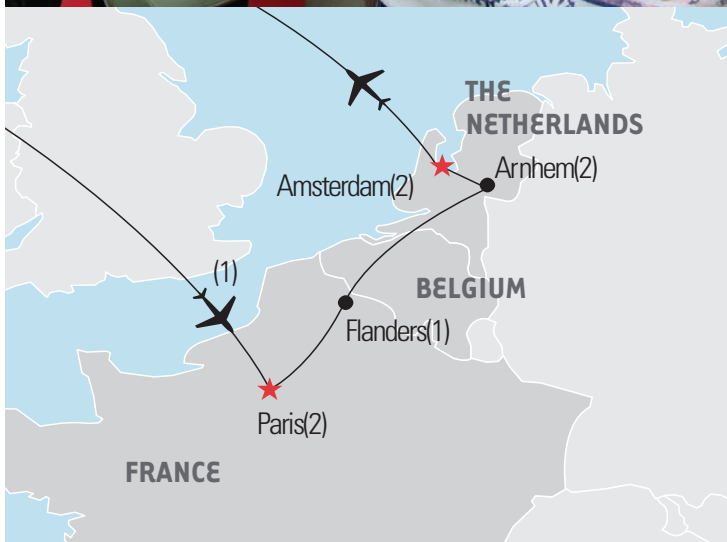 THE
NETHERLANDS
Amsterdam(2)
Arnhem(2)
(1)
BELGIUM
Flanders(1)
Paris(2)
FRANCE